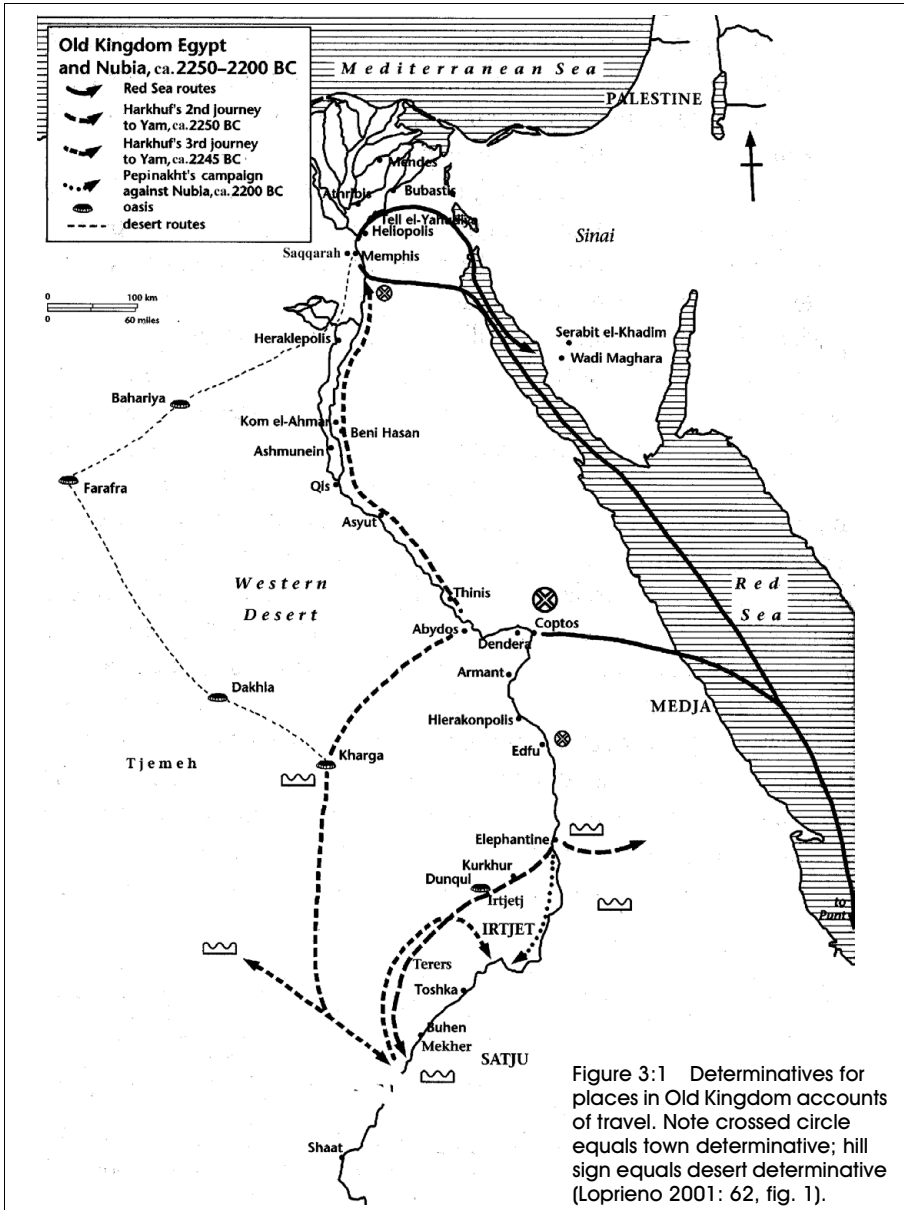 Old Kingdom Egypt
and Nubia, ca. 2250–2200 BC
Red Sea routes
Harkhuf's 2nd journey
to Yam, ca. 2250 BC
Harkhuf's 3rd journey
to Yam, ca. 2245 BC
Pepinakht's campaign
against Nubia, ca. 2200 BC
oasis
desert routes
Mediterranean Sea
PALESTINE
Mendes
Athribis
Bubastis
Tell el-Yahudiya
Heliopolis
Sinai
Saqqarah
Memphis
0 100 km
0 60 miles
Heraklepolis
Serabit el-Khadim
Wadi Maghara
Bahariya
Kom el-Ahmar
Beni Hasan
Ashmunein
Farafra
Qis
Asyut
Western
Desert
Red
Sea
Thinis
Abydos
Coptos
Dendera
Armant
Dakhla
MEDJA
Hierakonpolis
Edfu
Kharga
Tjemeh
Elephantine
Kurkhur
Dunqul
Irtjetj
to
Punt
IRTJET
Terers
Toshka
Buhen
Mekher
SATJU
Shaat
Figure 3:1 Determinatives for
places in Old Kingdom accounts
of travel. Note crossed circle
equals town determinative; hill
sign equals desert determinative
(Loprieno 2001: 62, fig. 1).